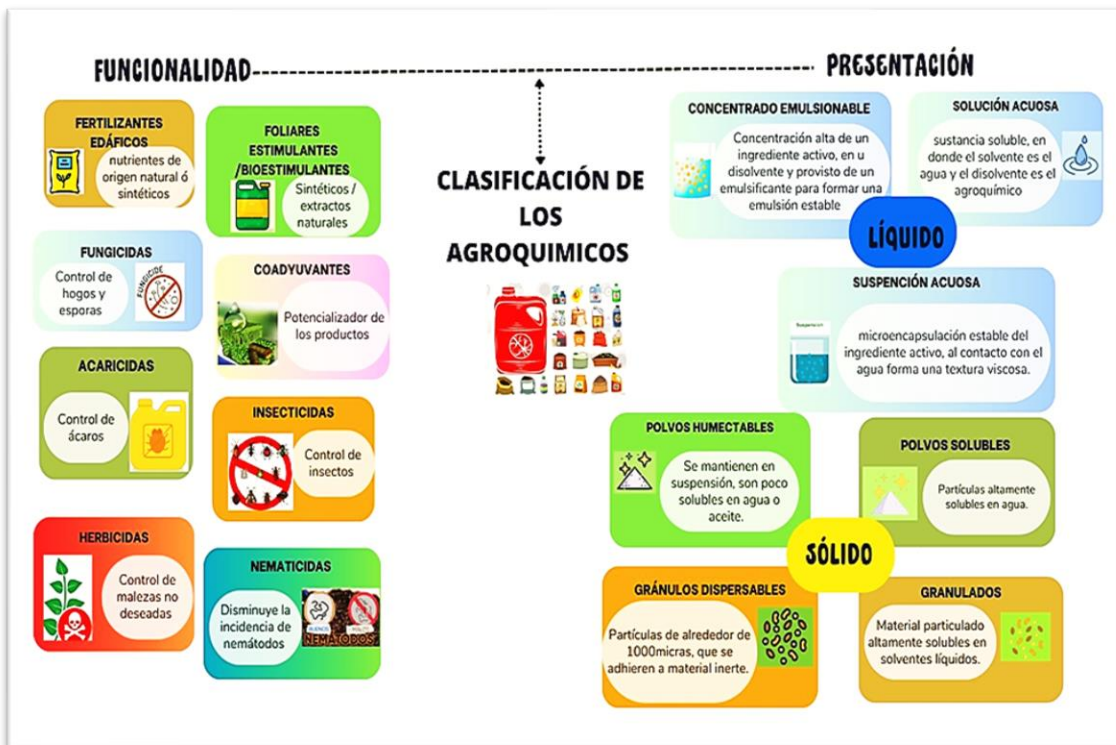 FUNCIONALIDAD
PRESENTACIÓN
CLASIFICACIÓN DE
LOS
AGROQUIMICOS
FERTILIZANTES
EDÁFICOS
nutrientes de
origen natural ó
sintéticos
FOLIARES
ESTIMULANTES
/BIOESTIMULANTES
Sintéticos /
extractos
naturales
FUNGICIDAS
Control de
hogos y
esporas
FUNGICIDE
COADYUVANTES
Potencializador de
los productos
ACARICIDAS
Control de
ácaros
INSECTICIDAS
Control de
insectos
HERBICIDAS
Control de
malezas no
deseadas
NEMATICIDAS
Disminuye la
incidencia de
nemátodos
NEMÁTODOS
CONCENTRADO EMULSIONABLE
Concentración alta de un
ingrediente activo, en u
disolvente y provisto de un
emulsificante para formar una
emulsión estable
SOLUCIÓN ACUOSA
sustancia soluble, en
donde el solvente es el
agua y el disolvente es el
agroquímico
LÍQUIDO
SUSPENCIÓN ACUOSA
microencapsulación estable del
ingrediente activo, al contacto con el
agua forma una textura viscosa.
POLVOS HUMECTABLES
Se mantienen en
suspensión, son poco
solubles en agua o
aceite.
POLVOS SOLUBLES
Partículas altamente
solubles en agua.
SÓLIDO
GRÁNULOS DISPERSABLES
Partículas de alrededor de
1000micras, que se
adhieren a material inerte.
GRANULADOS
Material particulado
altamente solubles en
solventes líquidos.